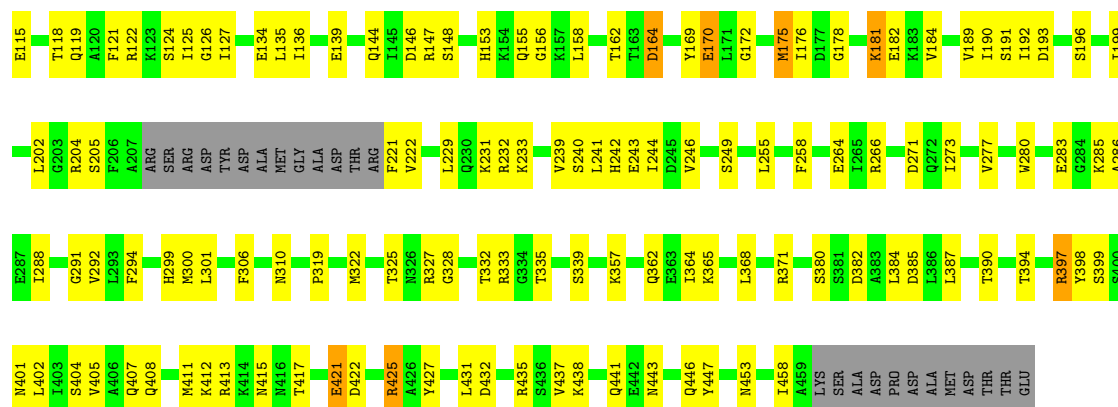 E115 T118 Q119 A120 F121 R122 K123 S124 I125 G126 I127 E134 L135 I136 E139 Q144 I145 D146 R147 S148 H153 K154 Q155 G156 K157 L158 T162 T163 D164 Y169 E170 L171 G172 M175 I176 D177 G178 K181 E182 K183 V184 V189 I190 S191 I192 D193 S196
L202 G203 R204 S205 F206 A207 ARG SER ARG ASP TYR ASP ALA MET GLY ALA ASP THR ARG F221 V222 L229 Q230 K231 R232 K233 V239 S240 L241 H242 E243 I244 D245 V246 S249 L255 F258 E264 I265 R266 D271 Q272 I273 V277 W280 E283 G284 K285 A286
E287 I288 G291 V292 L293 F294 H299 M300 L301 F306 N310 P319 M322 T325 N326 R327 G328 T332 R333 G334 T335 S339 K357 Q362 E363 I364 K365 L368 R371 S380 S381 D382 A383 L384 D385 L386 L387 T390 T394 R397 Y398 S399 S400
N401 L402 I403 S404 V405 A406 Q407 Q408 M411 K412 R413 K414 N415 N416 T417 E421 D422 R425 A426 Y427 L431 D432 R435 S436 V437 K438 Q441 E442 N443 Q446 Y447 N453 I458 A459 LYS SER ALA ASP PRO ASP ALA MET ASP THR THR GLU